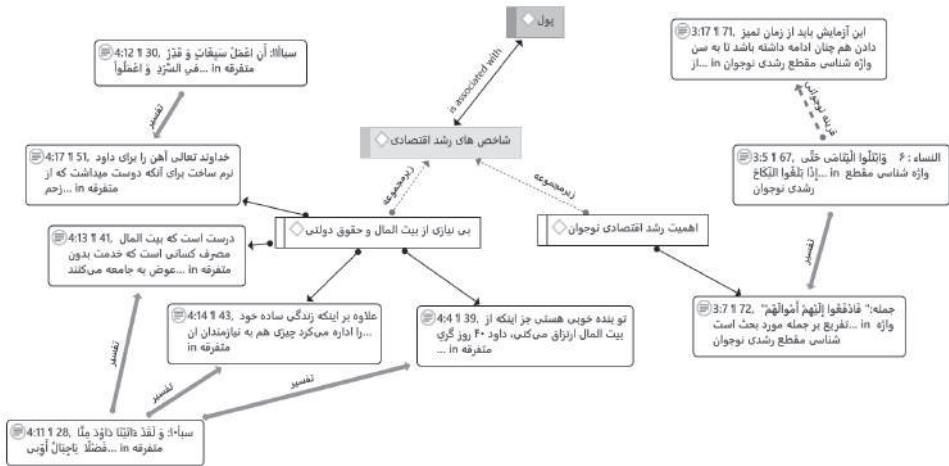 پول
is associated with
شاخص های رشد اقتصادی
زیرمجموعه
زیرمجموعه
بی نیازی از بیت المال و حقوق دولتی
اهمیت رشد اقتصادی نوجوان
3:17 ¶ 71, این آزمایش باید از زمان تمیز
دادن هم چنان ادامه داشته باشد تا به سن
از... in واژه شناسی مقطع رشدی نوجوان
قرینه نوجوانی
3:5 ¶ 67, النساء : ۶ وَابْتَلُوا الْيَتَامَى حَتَّى
إِذَا بَلَغُوا النِّكَاحَ... in واژه شناسی مقطع
رشدی نوجوان
تفسیر
3:7 ¶ 72, جمله:" فَادْفَعُوا إِلَيْهِمْ أَمْوالَهُمْ"
تفریع بر جمله مورد بحث است... in واژه
شناسی مقطع رشدی نوجوان
4:12 ¶ 30, سبأ۱۱: أَنِ اعْمَلْ سَبِغَاتٍ وَ قَدِّرْ
فِي السَّرْدِ وَ اعْمَلُواْ... in متفرقه
تفسیر
4:17 ¶ 51, خداوند تعالی آهن را برای داود
نرم ساخت برای آنکه دوست میداشت که از
زحم... in متفرقه
4:13 ¶ 41, درست است که بیت المال
مصرف کسانی است که خدمت بدون
عوض به جامعه می‌کنند... in متفرقه
4:14 ¶ 43, علاوه بر اینکه زندگی ساده خود
را اداره می‌کرد چیزی هم به نیازمندان ان...
in متفرقه
4:4 ¶ 39, تو بنده خوبی هستی جز اینکه از
بیت المال ارتزاق می‌کنی، داود ۴۰ روز گری
... in متفرقه
تفسیر
تفسیر
تفسیر
4:11 ¶ 28, سبأ۱۰: وَ لَقَدْ ءَاتَيْنَا دَاوُدَ مِنَّا
فَضْلًا يَاجِبَالُ أَوِّبِى... in متفرقه